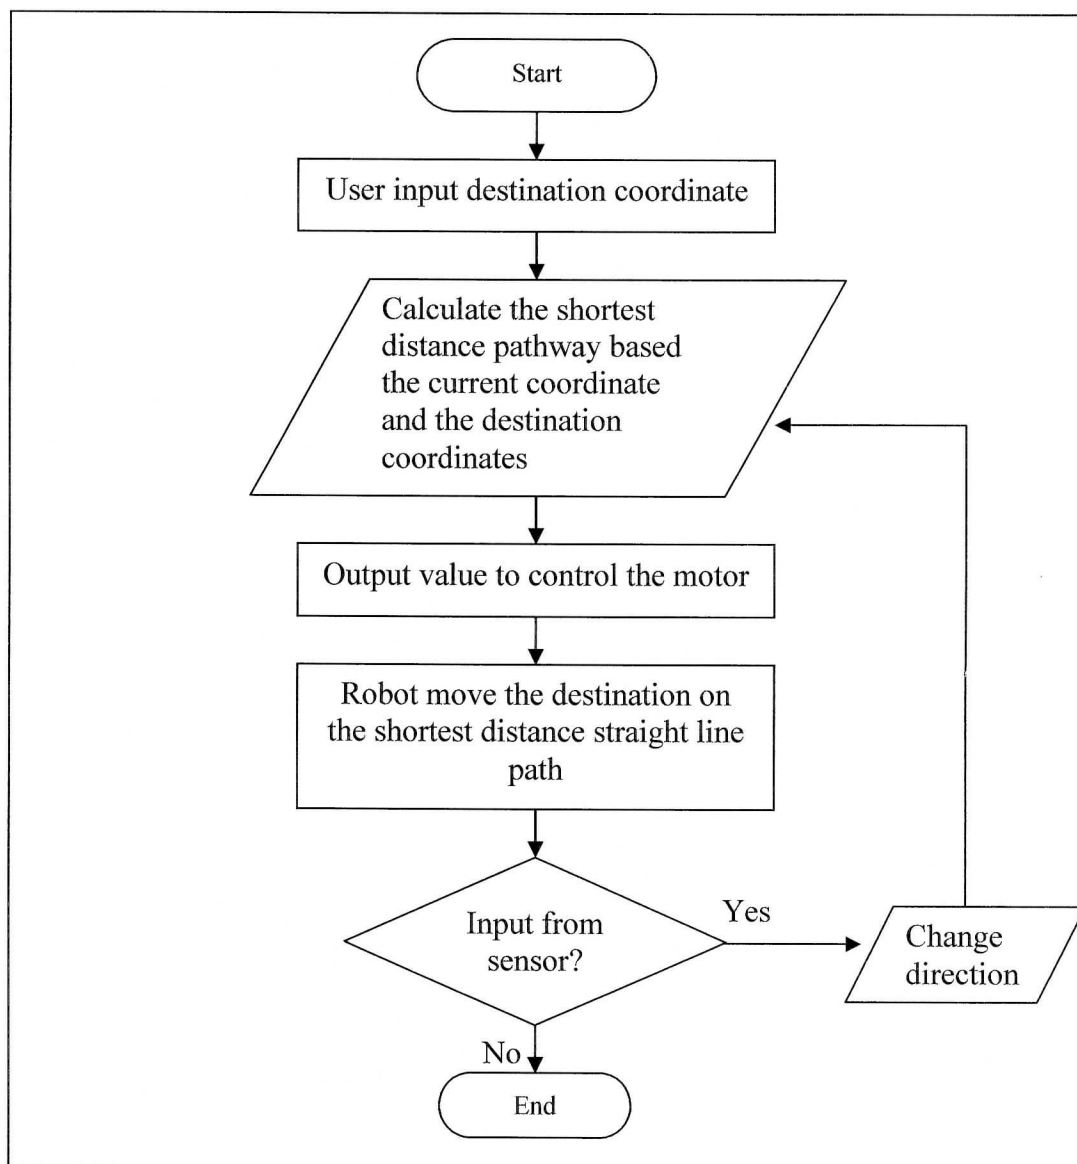 Start
User input destination coordinate
Calculate the shortest
distance pathway based
the current coordinate
and the destination
coordinates
Output value to control the motor
Robot move the destination on
the shortest distance straight line
path
Input from
sensor?
Yes
Change
direction
No
End